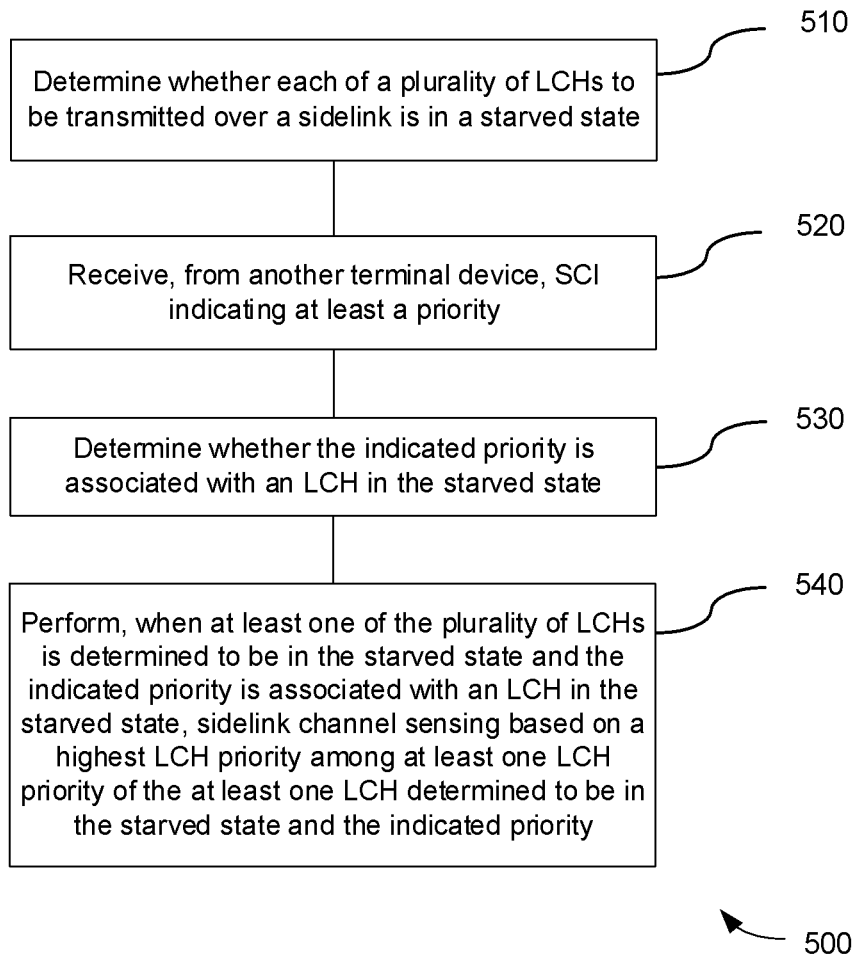 510
Determine whether each of a plurality of LCHs to
be transmitted over a sidelink is in a starved state
520
Receive, from another terminal device, SCI
indicating at least a priority
530
Determine whether the indicated priority is
associated with an LCH in the starved state
540
Perform, when at least one of the plurality of LCHs
is determined to be in the starved state and the
indicated priority is associated with an LCH in the
starved state, sidelink channel sensing based on a
highest LCH priority among at least one LCH
priority of the at least one LCH determined to be in
the starved state and the indicated priority
500